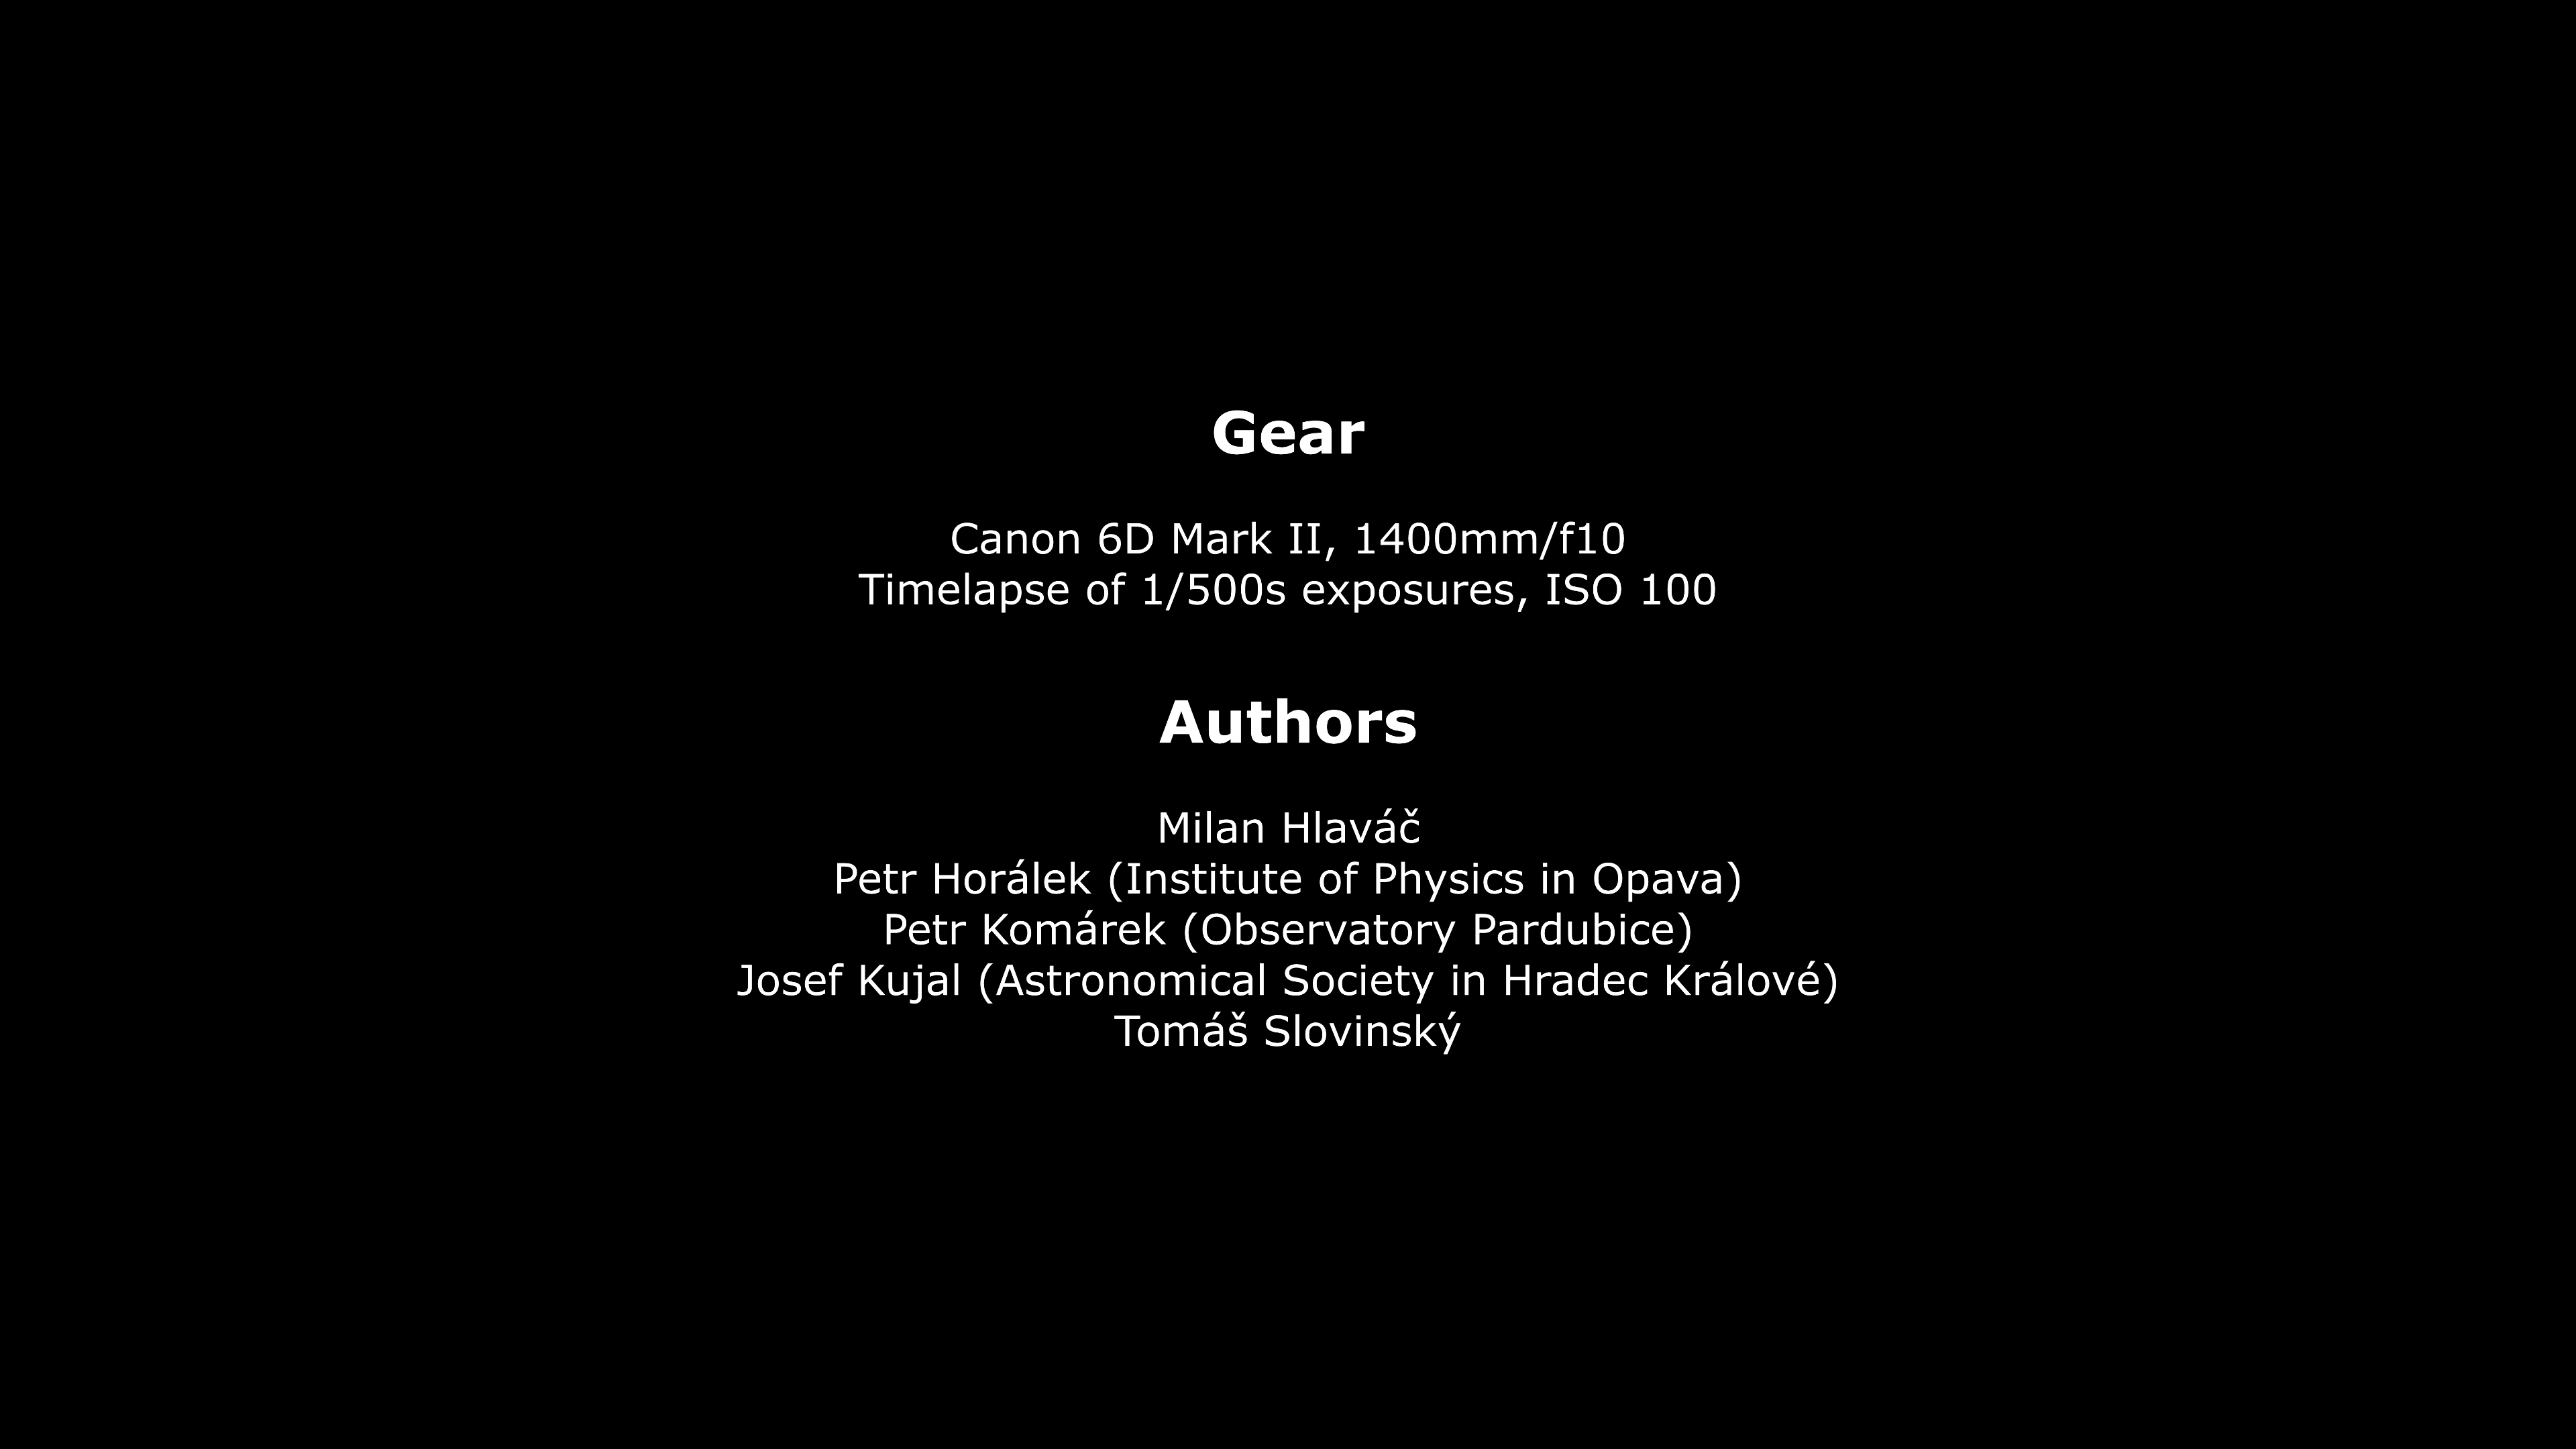 Gear
Canon 6D Mark II, 1400mm/f10
Timelapse of 1/500s exposures, ISO 100
Authors
Milan Hlaváč
Petr Horálek (Institute of Physics in Opava)
Petr Komárek (Observatory Pardubice)
Josef Kujal (Astronomical Society in Hradec Králové)
Tomáš Slovinský